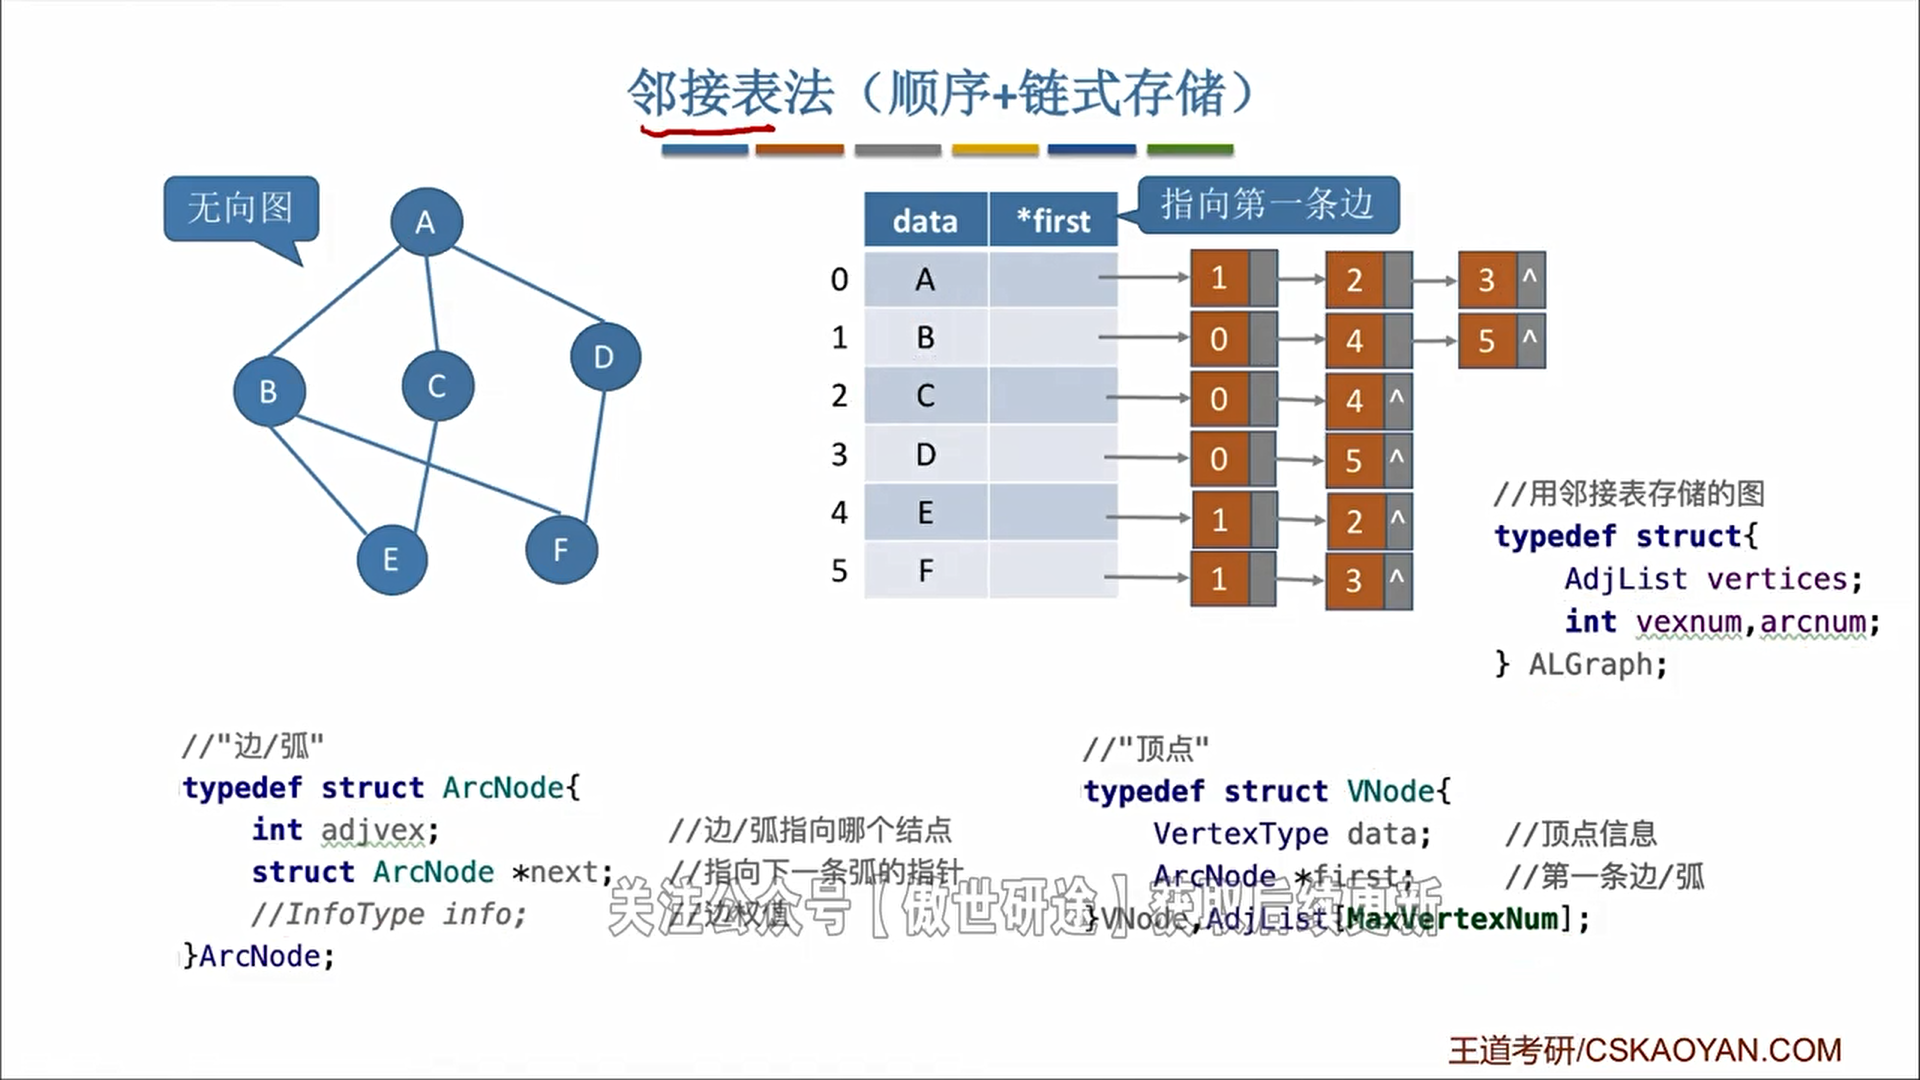 邻接表法（顺序+链式存储）
无向图
A
B
C
D
E
F
指向第一条边
data *first
0 A 1 2 3 ^
1 B 0 4 5 ^
2 C 0 4 ^
3 D 0 5 ^
4 E 1 2 ^
5 F 1 3 ^
//用邻接表存储的图
typedef struct{
AdjList vertices;
int vexnum,arcnum;
} ALGraph;
//"边/弧"
typedef struct ArcNode{
int adjvex; //边/弧指向哪个结点
struct ArcNode *next; //指向下一条弧的指针
//InfoType info; //边权值
}ArcNode;
//"顶点"
typedef struct VNode{
VertexType data; //顶点信息
ArcNode *first; //第一条边/弧
}VNode,AdjList[MaxVertexNum];
关注公众号【傲世研途】获取后续更新
王道考研/CSKAOYAN.COM